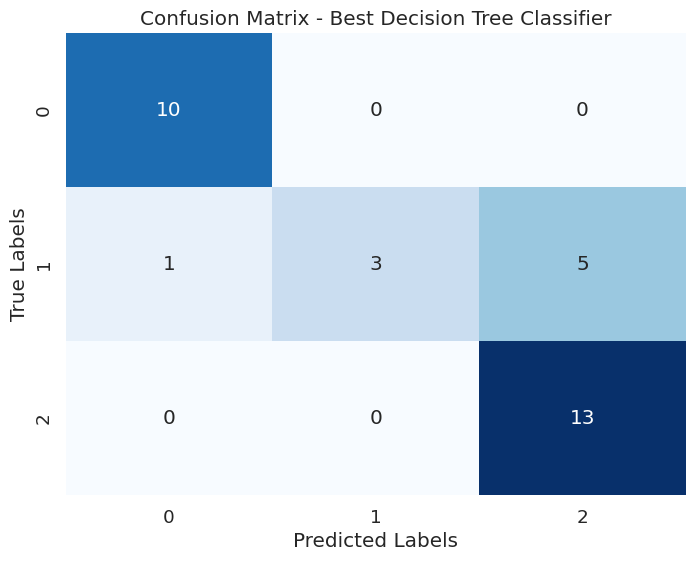 Confusion Matrix - Best Decision Tree Classifier
True Labels
0
10 0 0
1
1 3 5
2
0 0 13
0 1 2
Predicted Labels